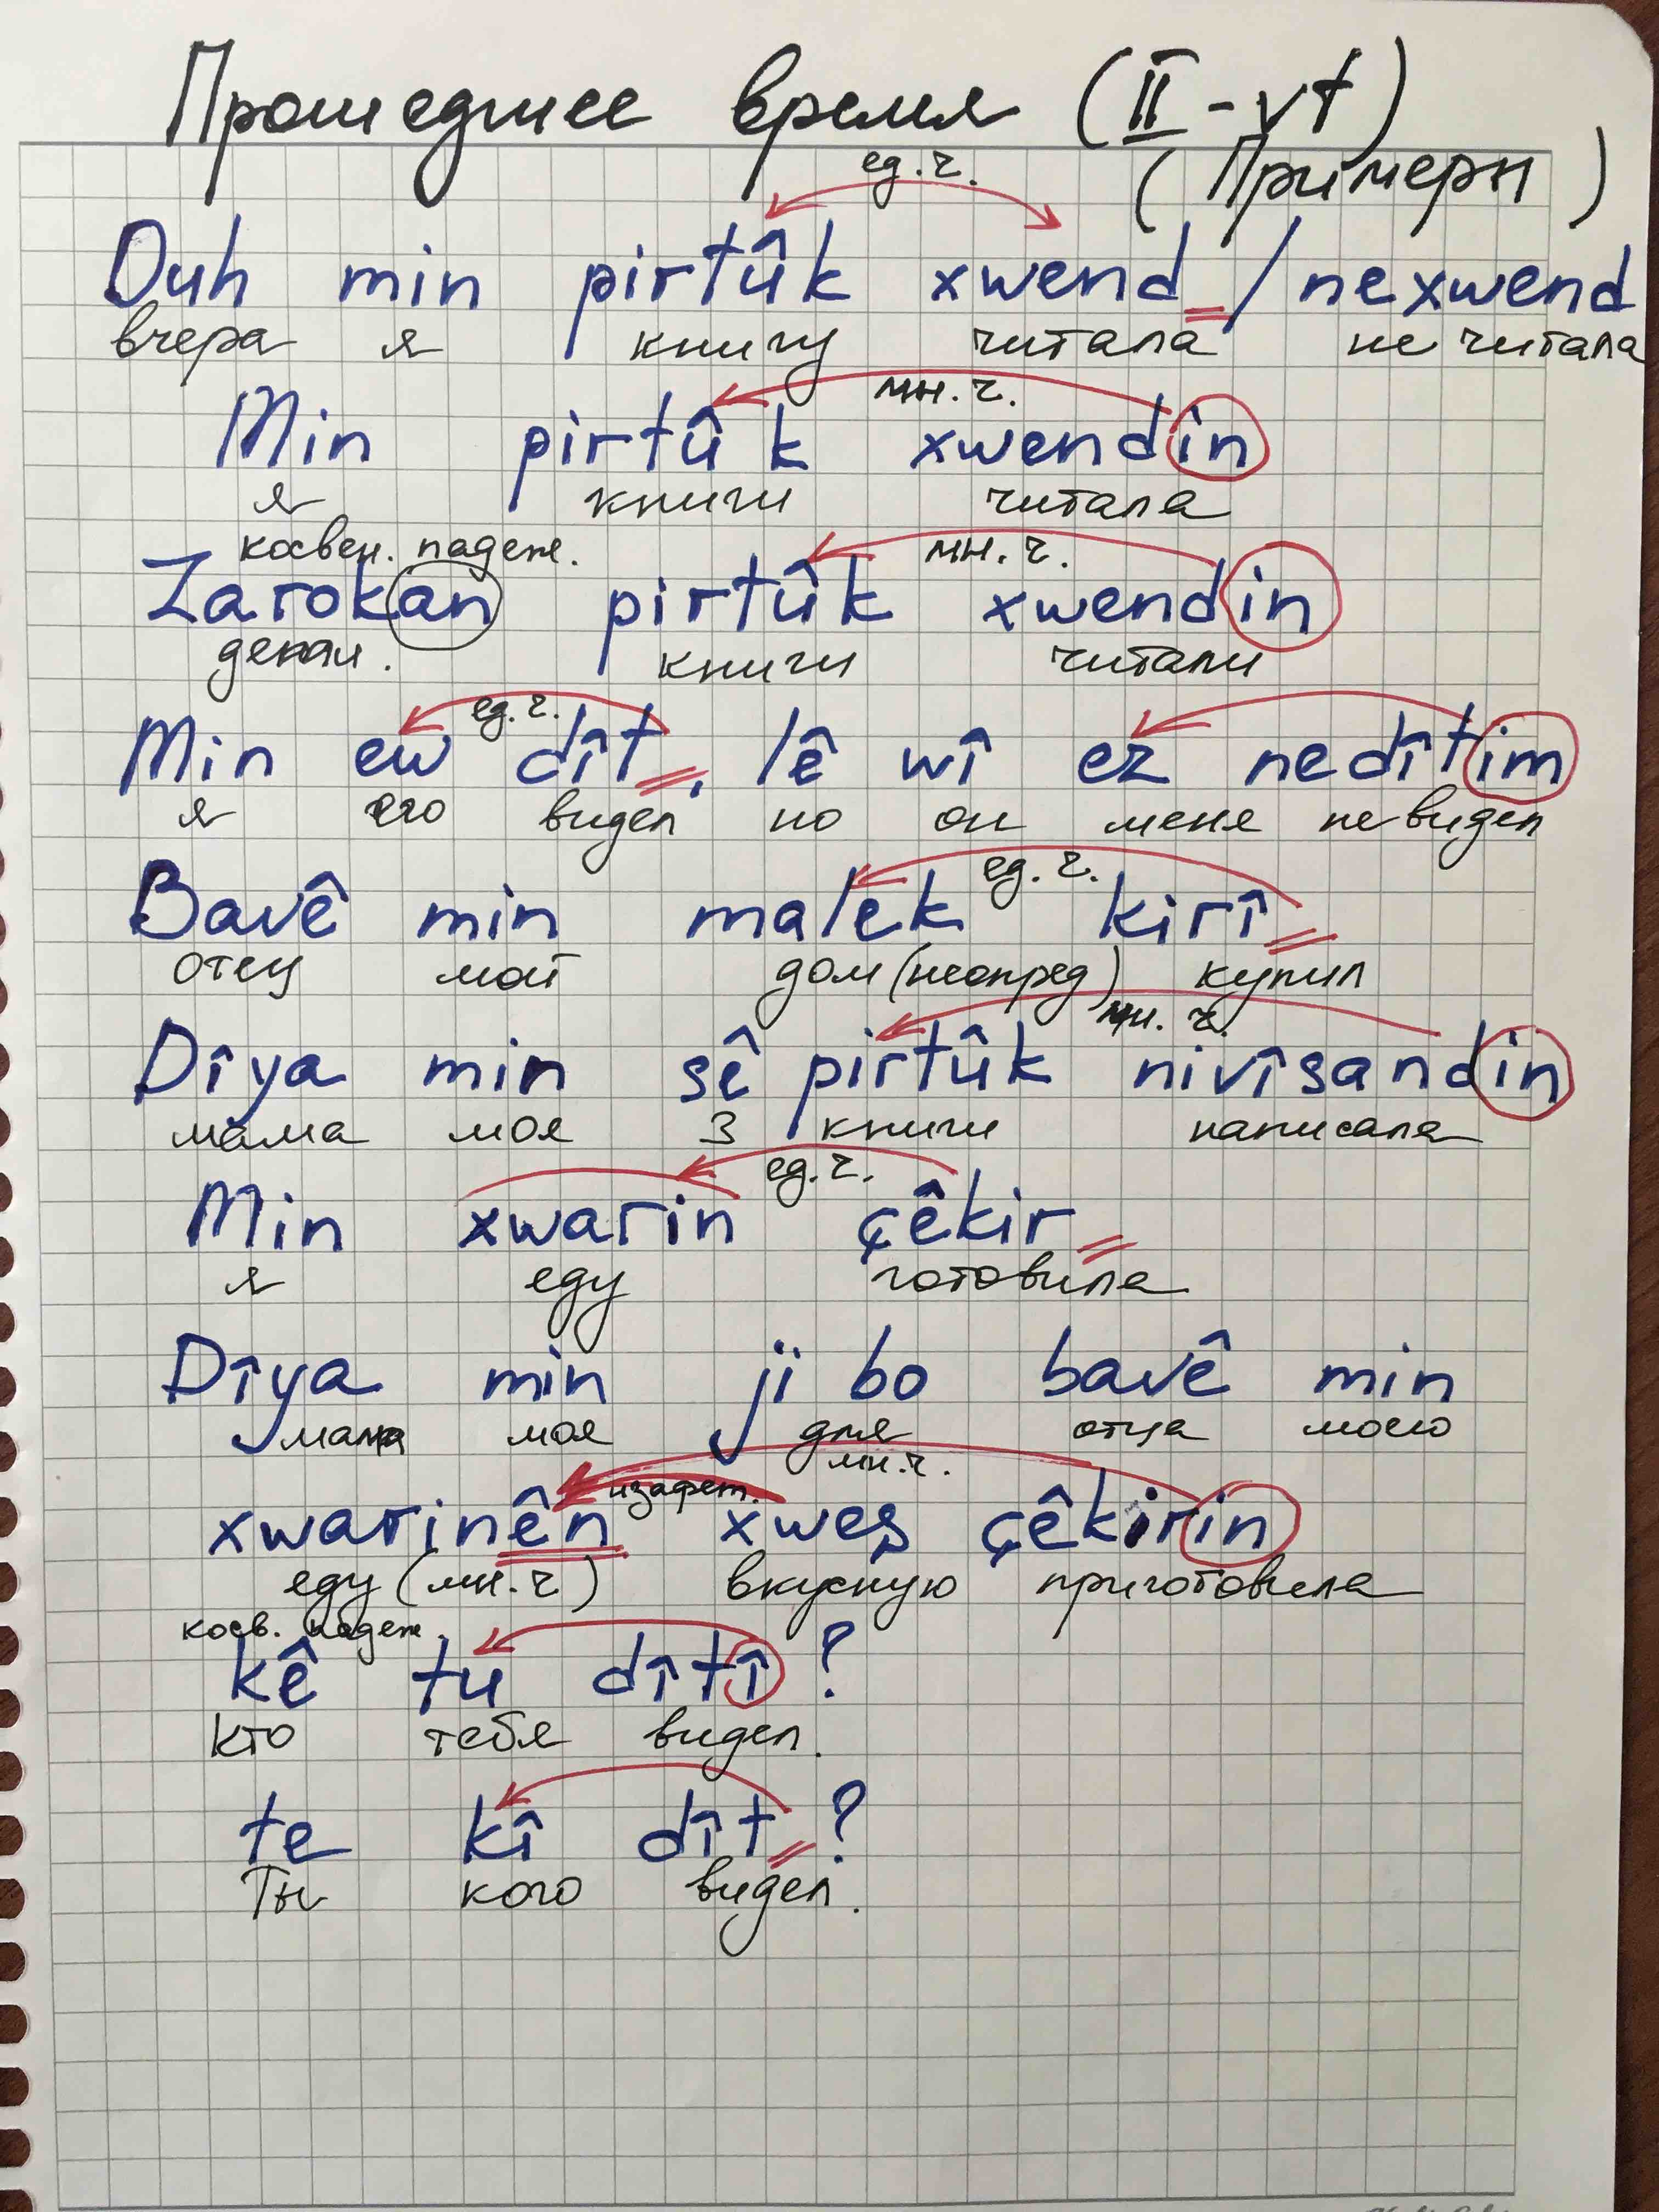 Прошедшее время (II - vt)
(Примеры)
ед.ч.
Duh min pirtûk xwend / nexwend
вчера я книгу читала не читала
мн.ч.
Min pirtûk xwendin
я книги читала
косвен. падеж. мн.ч.
Zarokan pirtûk xwendin
дети. книги читали
ед.ч.
Min ew dît, lê wî ez nedîtim
я его видел но он меня не видел
ед.ч.
Bavê min malek kirî
отец мой дом (неопред) купил
мн.ч.
Dîya min sê pirtûk nivîsandin
мама моя 3 книги написала
ед.ч.
Min xwarin çêkir
я еду готовила
Dîya min ji bo bavê min
мама моя для отца моего
мн.ч.
изафет.
xwarinên xweş çêkirin
еду (мн.ч) вкусную приготовила
косв. падеж.
kê tu dîtî ?
кто тебя видел.
te kî dît ?
Ты кого видел.